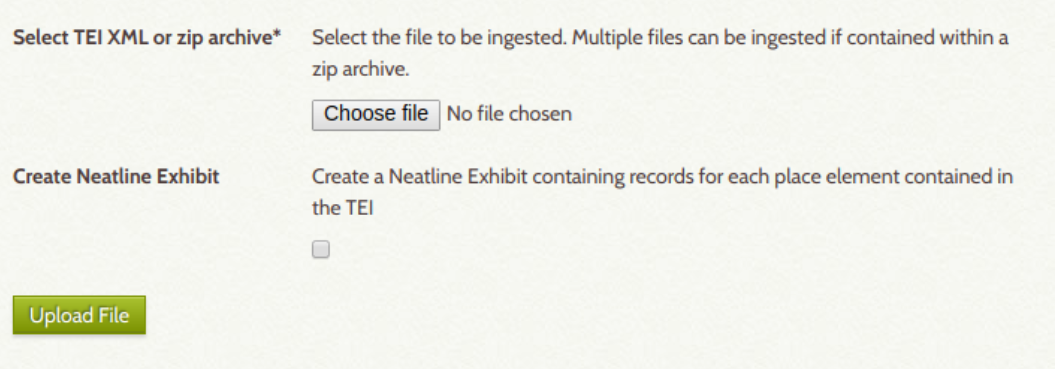 Select TEI XML or zip archive*
Select the file to be ingested. Multiple files can be ingested if contained within a
zip archive.
Choose file No file chosen
Create Neatline Exhibit
Create a Neatline Exhibit containing records for each place element contained in
the TEI
Upload File